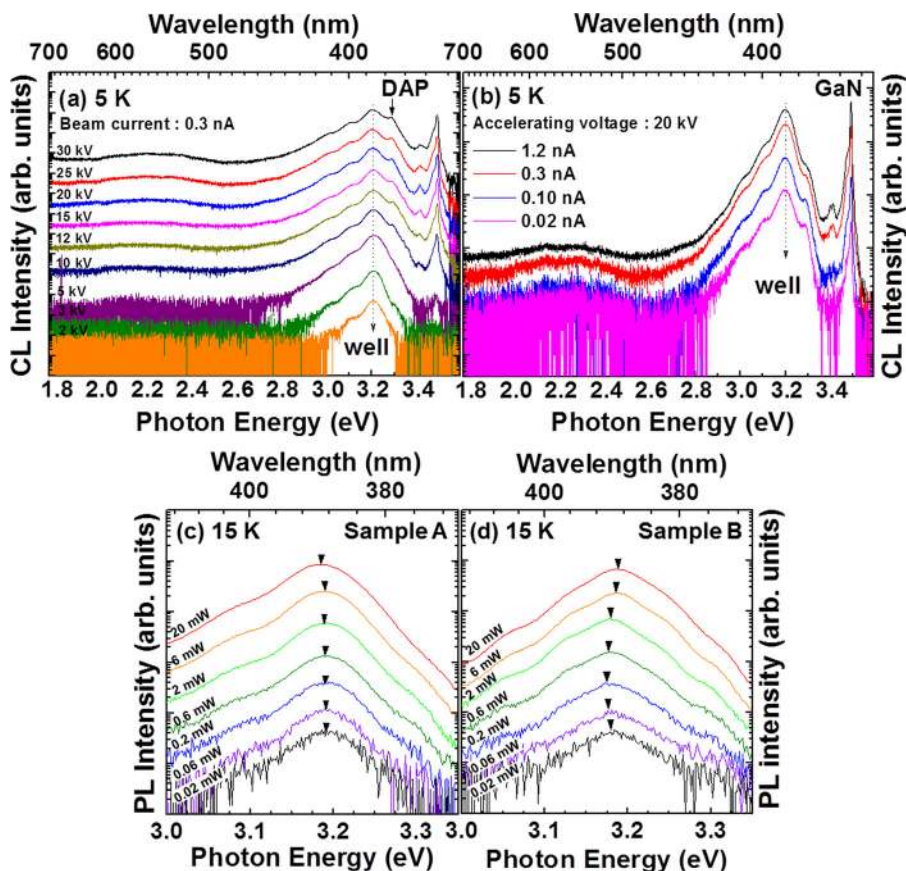 Wavelength (nm)
700 600 500 400
(a) 5 K
DAP
Beam current : 0.3 nA
30 kV
25 kV
20 kV
15 kV
12 kV
10 kV
5 kV
3 kV
2 kV
well
CL Intensity (arb. units)
1.8 2.0 2.2 2.4 2.6 2.8 3.0 3.2 3.4
Photon Energy (eV)
Wavelength (nm)
700 600 500 400
(b) 5 K
GaN
Accelerating voltage : 20 kV
1.2 nA
0.3 nA
0.10 nA
0.02 nA
well
CL Intensity (arb. units)
1.8 2.0 2.2 2.4 2.6 2.8 3.0 3.2 3.4
Photon Energy (eV)
Wavelength (nm)
400 380
(c) 15 K
Sample A
20 mW
6 mW
2 mW
0.6 mW
0.2 mW
0.06 mW
0.02 mW
PL Intensity (arb. units)
3.0 3.1 3.2 3.3
Photon Energy (eV)
Wavelength (nm)
400 380
(d) 15 K
Sample B
20 mW
6 mW
2 mW
0.6 mW
0.2 mW
0.06 mW
0.02 mW
PL intensity (arb. units)
3.0 3.1 3.2 3.3
Photon Energy (eV)